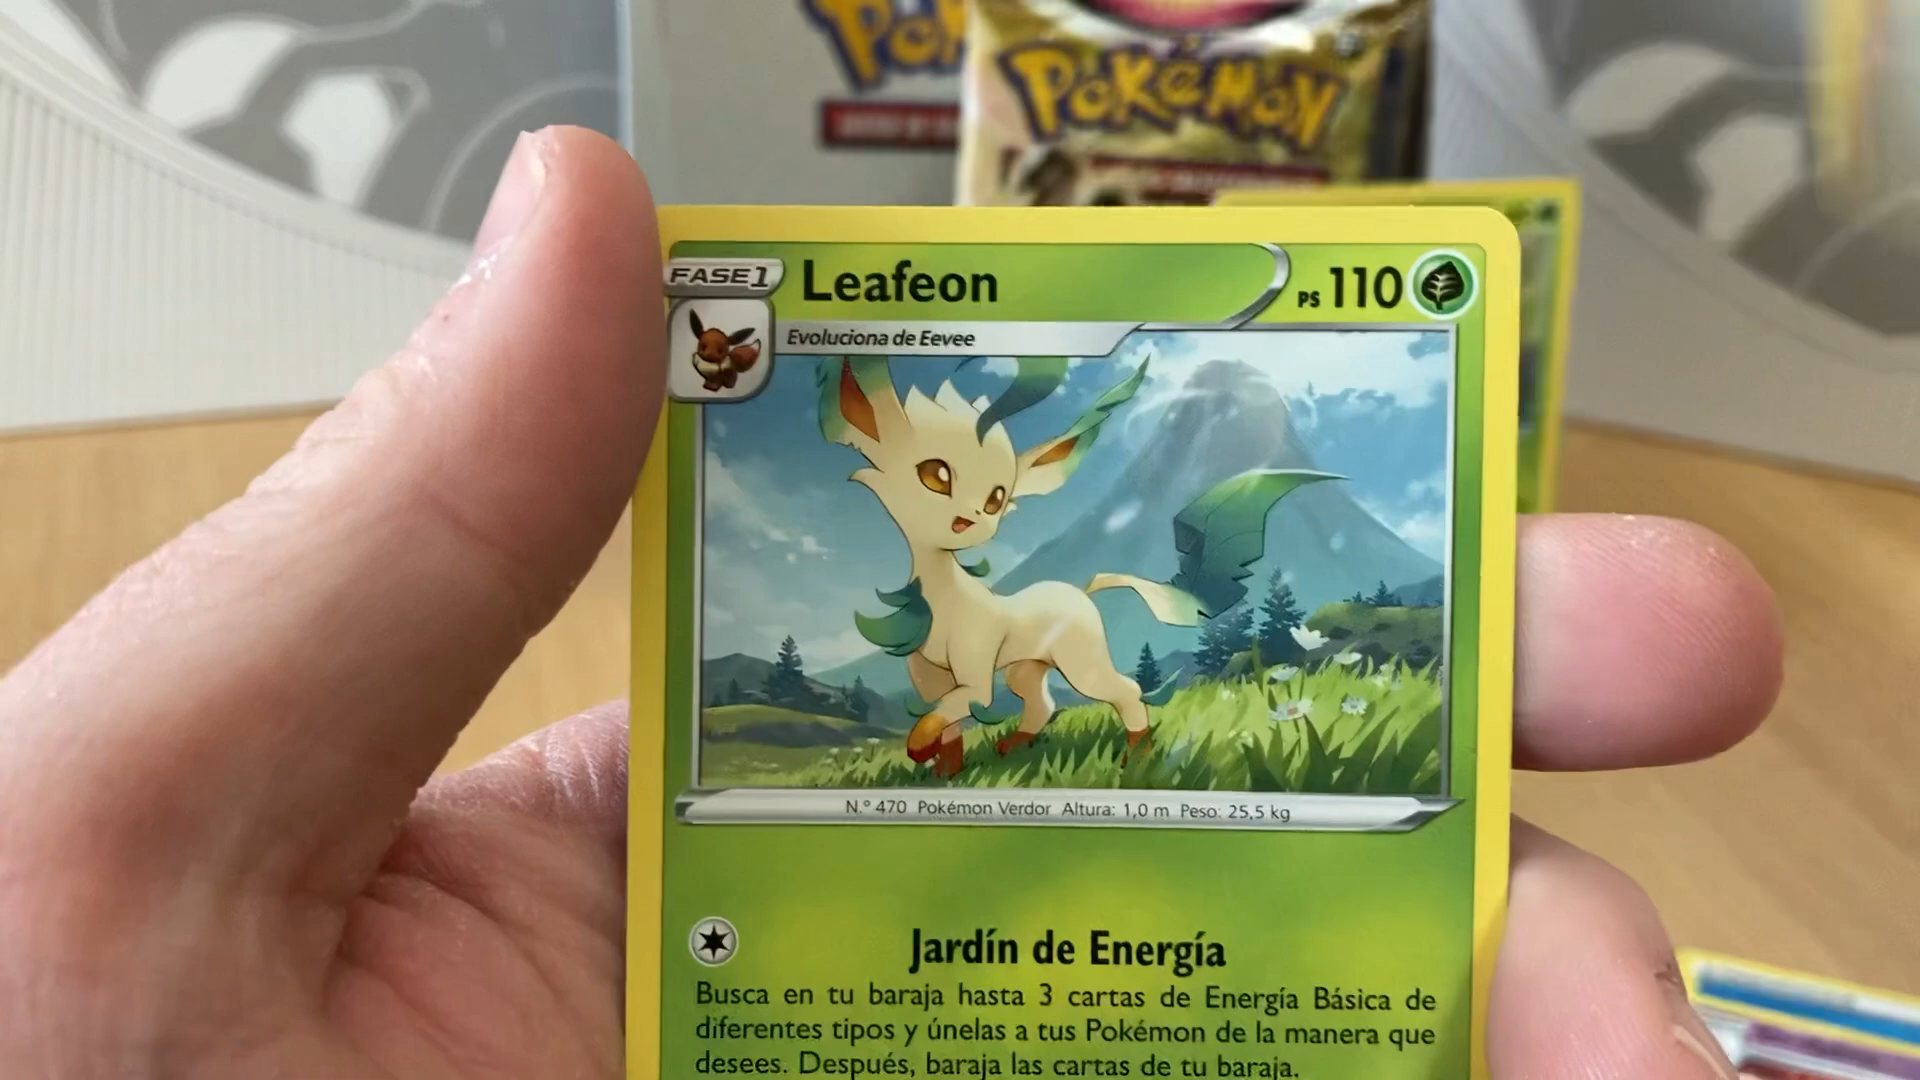 Pok
POKÉMON
FASE 1
Leafeon
PS 110
Evoluciona de Eevee
N.º 470 Pokémon Verdor Altura: 1,0 m Peso: 25,5 kg
Jardín de Energía
Busca en tu baraja hasta 3 cartas de Energía Básica de
diferentes tipos y únelas a tus Pokémon de la manera que
desees. Después, baraja las cartas de tu baraja.